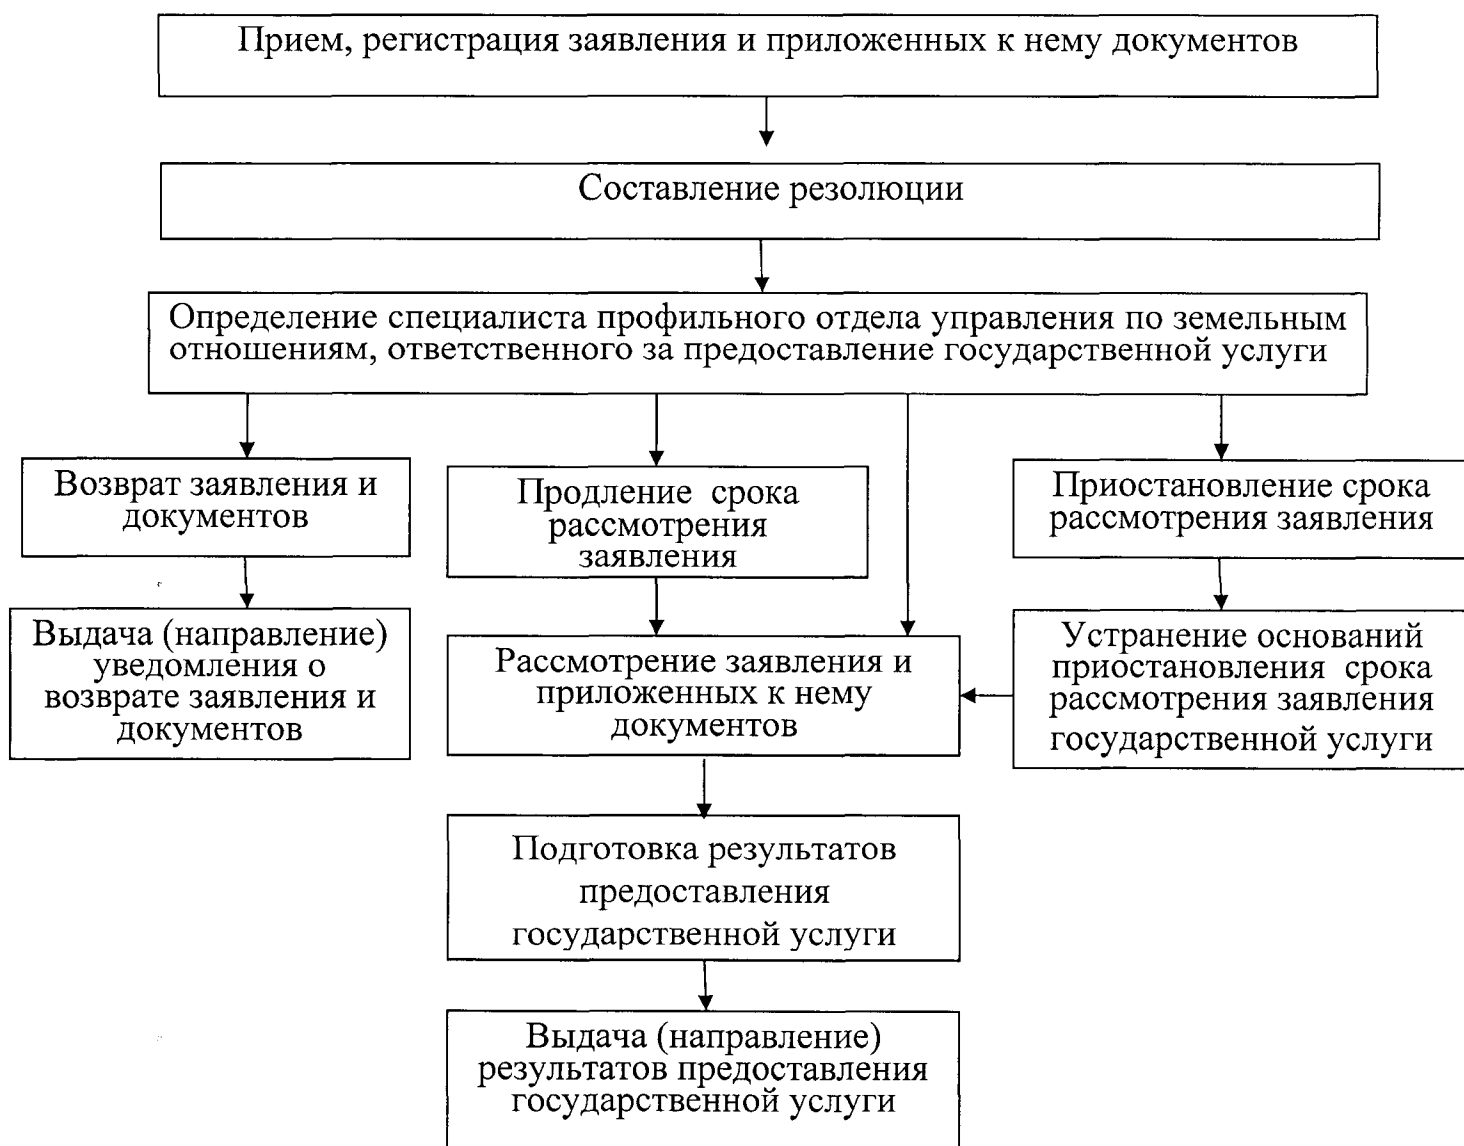 Прием, регистрация заявления и приложенных к нему документов
Составление резолюции
Определение специалиста профильного отдела управления по земельным
отношениям, ответственного за предоставление государственной услуги
Возврат заявления и
документов
Продление срока
рассмотрения
заявления
Приостановление срока
рассмотрения заявления
Выдача (направление)
уведомления о
возврате заявления и
документов
Рассмотрение заявления и
приложенных к нему
документов
Устранение оснований
приостановления срока
рассмотрения заявления
государственной услуги
Подготовка результатов
предоставления
государственной услуги
Выдача (направление)
результатов предоставления
государственной услуги